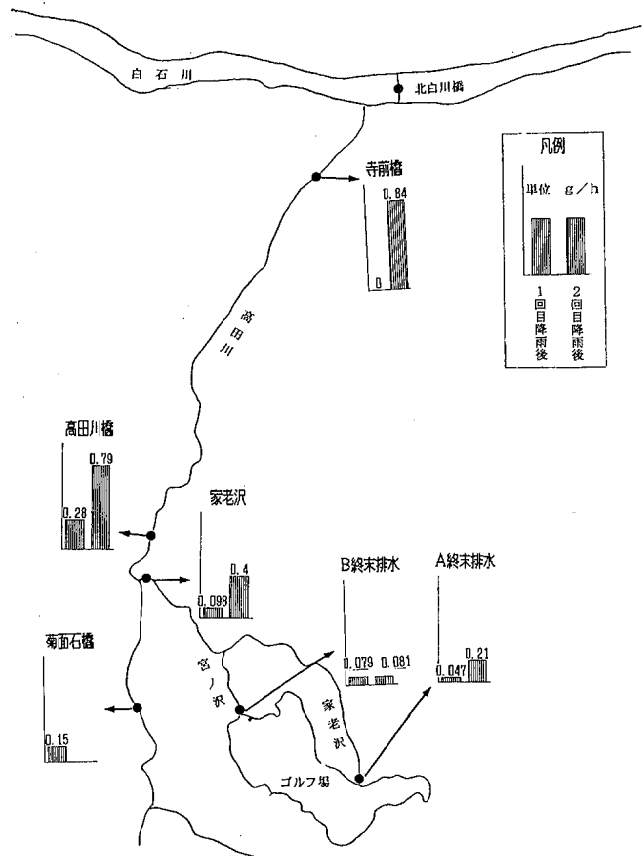 白石川
北白川橋
寺前橋
0.84
0
凡例
単位 g/h
1回目降雨後
2回目降雨後
高田川
高田川橋
0.79
0.28
家老沢
0.4
0.098
B終末排水
0.079
0.081
A終末排水
0.21
0.047
菊面石橋
0.15
宮ノ沢
家老沢
ゴルフ場